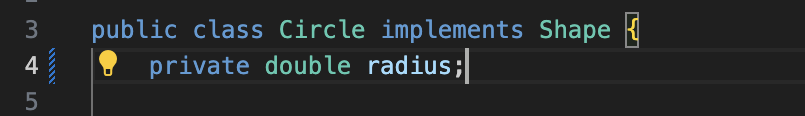 3 public class Circle implements Shape {
4 private double radius;
5